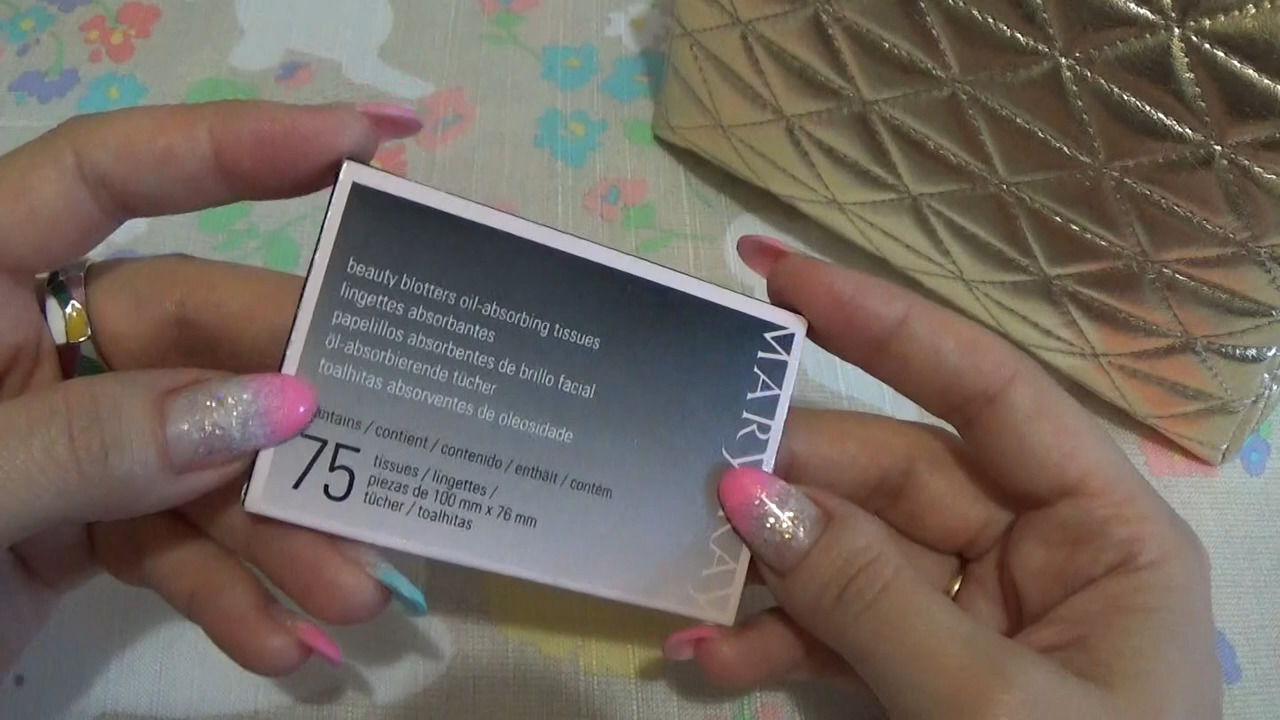 beauty blotters oil-absorbing tissues
lingettes absorbantes
papelillos absorbentes de brillo facial
öl-absorbierende tücher
toalhitas absorventes de oleosidade
/ contient / contenido / enthält / contém
75
tissues / lingettes /
piezas de 100 mm x 76 mm
tücher / toalhitas
MARY KAY